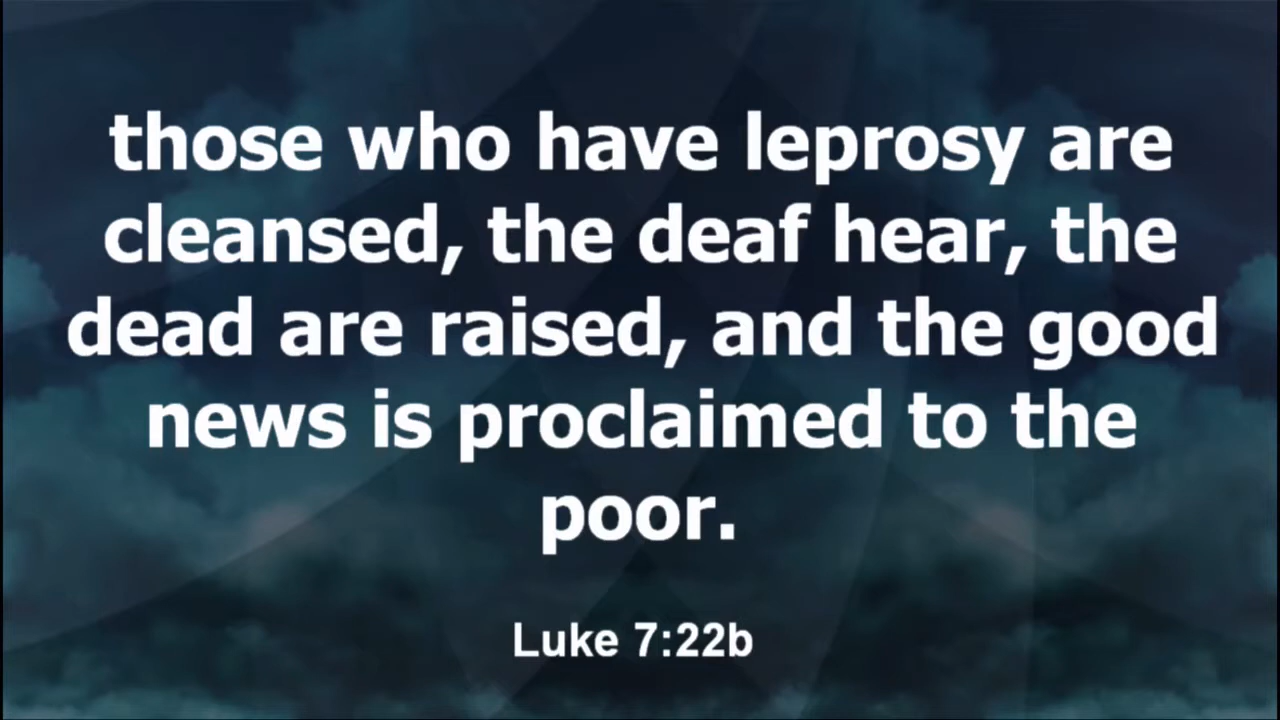 those who have leprosy are
cleansed, the deaf hear, the
dead are raised, and the good
news is proclaimed to the
poor.
Luke 7:22b